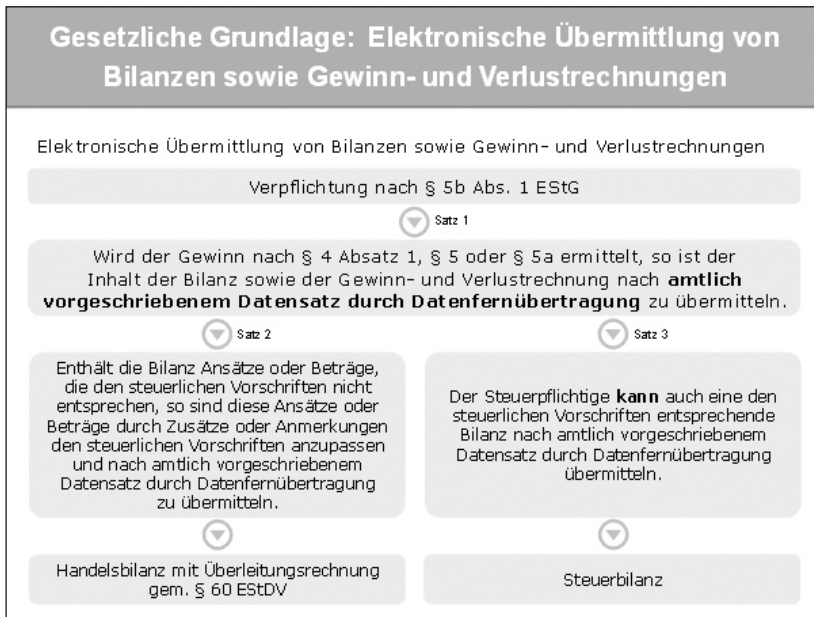 Gesetzliche Grundlage: Elektronische Übermittlung von
Bilanzen sowie Gewinn- und Verlustrechnungen
Elektronische Übermittlung von Bilanzen sowie Gewinn- und Verlustrechnungen
Verpflichtung nach § 5b Abs. 1 EStG
Satz 1
Wird der Gewinn nach § 4 Absatz 1, § 5 oder § 5a ermittelt, so ist der
Inhalt der Bilanz sowie der Gewinn- und Verlustrechnung nach amtlich
vorgeschriebenem Datensatz durch Datenfernübertragung zu übermitteln.
Satz 2
Enthält die Bilanz Ansätze oder Beträge,
die den steuerlichen Vorschriften nicht
entsprechen, so sind diese Ansätze oder
Beträge durch Zusätze oder Anmerkungen
den steuerlichen Vorschriften anzupassen
und nach amtlich vorgeschriebenem
Datensatz durch Datenfernübertragung
zu übermitteln.
Handelsbilanz mit Überleitungsrechnung
gem. § 60 EStDV
Satz 3
Der Steuerpflichtige kann auch eine den
steuerlichen Vorschriften entsprechende
Bilanz nach amtlich vorgeschriebenem
Datensatz durch Datenfernübertragung
übermitteln.
Steuerbilanz